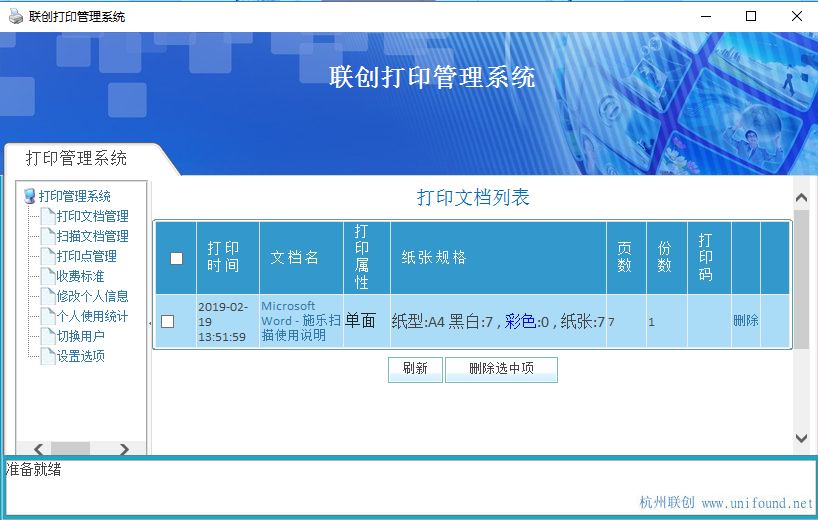 联创打印管理系统
联创打印管理系统
打印管理系统
打印管理系统
打印文档管理
扫描文档管理
打印点管理
收费标准
修改个人信息
个人使用统计
切换用户
设置选项
打印文档列表
打印
时间
文档名
打
印
属
性
纸张规格
页
数
份
数
打
印
码
2019-02-
19
13:51:59
Microsoft
Word - 施乐扫
描使用说明
单面
纸型:A4 黑白:7 , 彩色:0 , 纸张:7
7
1
删除
刷新
删除选中项
准备就绪
杭州联创 www.unifound.net